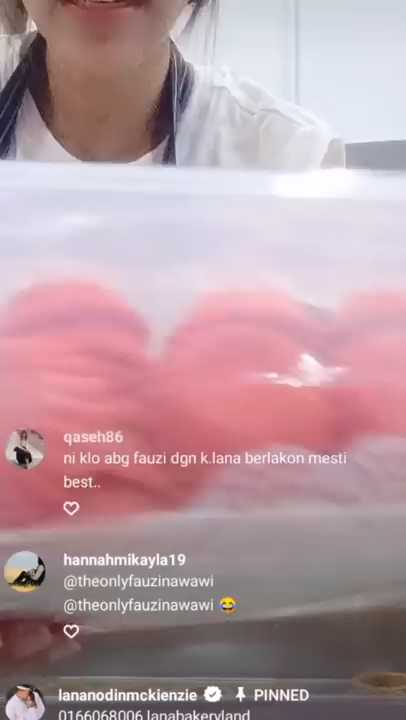 qaseh86
ni klo abg fauzi dgn k.lana berlakon mesti
best..
hannahmikayla19
@theonlyfauzinawawi
@theonlyfauzinawawi 😂
lananodinmckienzie PINNED
0166068006 lanabakeryland